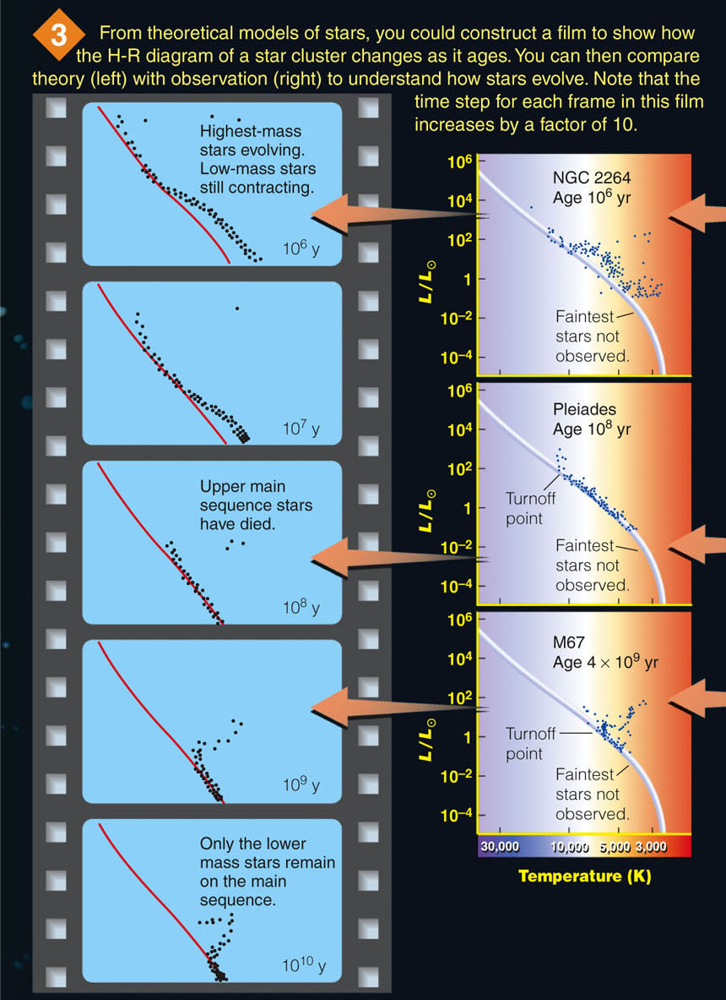 3
From theoretical models of stars, you could construct a film to show how
the H-R diagram of a star cluster changes as it ages. You can then compare
theory (left) with observation (right) to understand how stars evolve. Note that the
time step for each frame in this film
increases by a factor of 10.
Highest-mass
stars evolving.
Low-mass stars
still contracting.
10⁶ y
10⁷ y
Upper main
sequence stars
have died.
10⁸ y
10⁹ y
Only the lower
mass stars remain
on the main
sequence.
10¹⁰ y
10⁶
10⁴
10²
1
10⁻²
10⁻⁴
L/L⊙
NGC 2264
Age 10⁶ yr
Faintest
stars not
observed.
10⁶
10⁴
10²
1
10⁻²
10⁻⁴
L/L⊙
Pleiades
Age 10⁸ yr
Turnoff
point
Faintest
stars not
observed.
10⁶
10⁴
10²
1
10⁻²
10⁻⁴
L/L⊙
M67
Age 4 × 10⁹ yr
Turnoff
point
Faintest
stars not
observed.
30,000 10,000 5,000 3,000
Temperature (K)